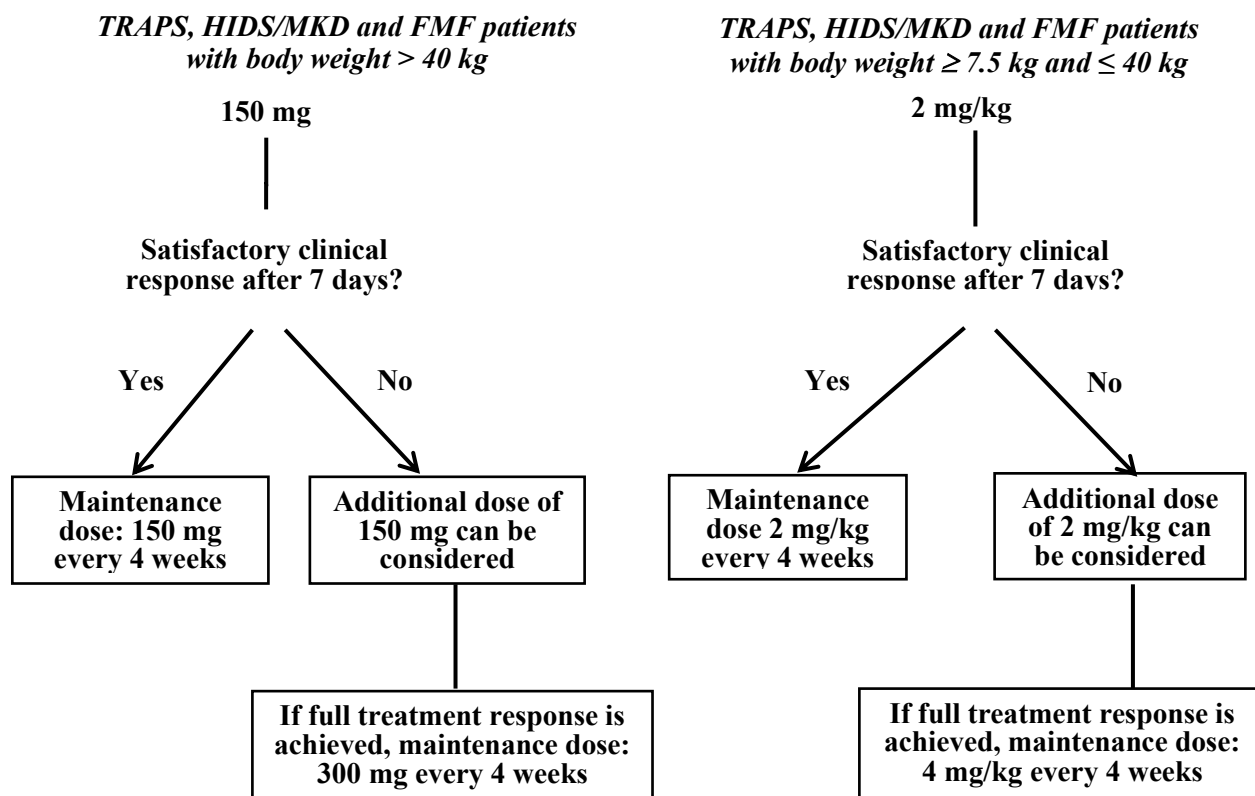 TRAPS, HIDS/MKD and FMF patients
with body weight > 40 kg
150 mg
Satisfactory clinical
response after 7 days?
Yes
No
Maintenance
dose: 150 mg
every 4 weeks
Additional dose of
150 mg can be
considered
If full treatment response is
achieved, maintenance dose:
300 mg every 4 weeks
TRAPS, HIDS/MKD and FMF patients
with body weight ≥ 7.5 kg and ≤ 40 kg
2 mg/kg
Satisfactory clinical
response after 7 days?
Yes
No
Maintenance
dose 2 mg/kg
every 4 weeks
Additional dose
of 2 mg/kg can
be considered
If full treatment response is
achieved, maintenance dose:
4 mg/kg every 4 weeks